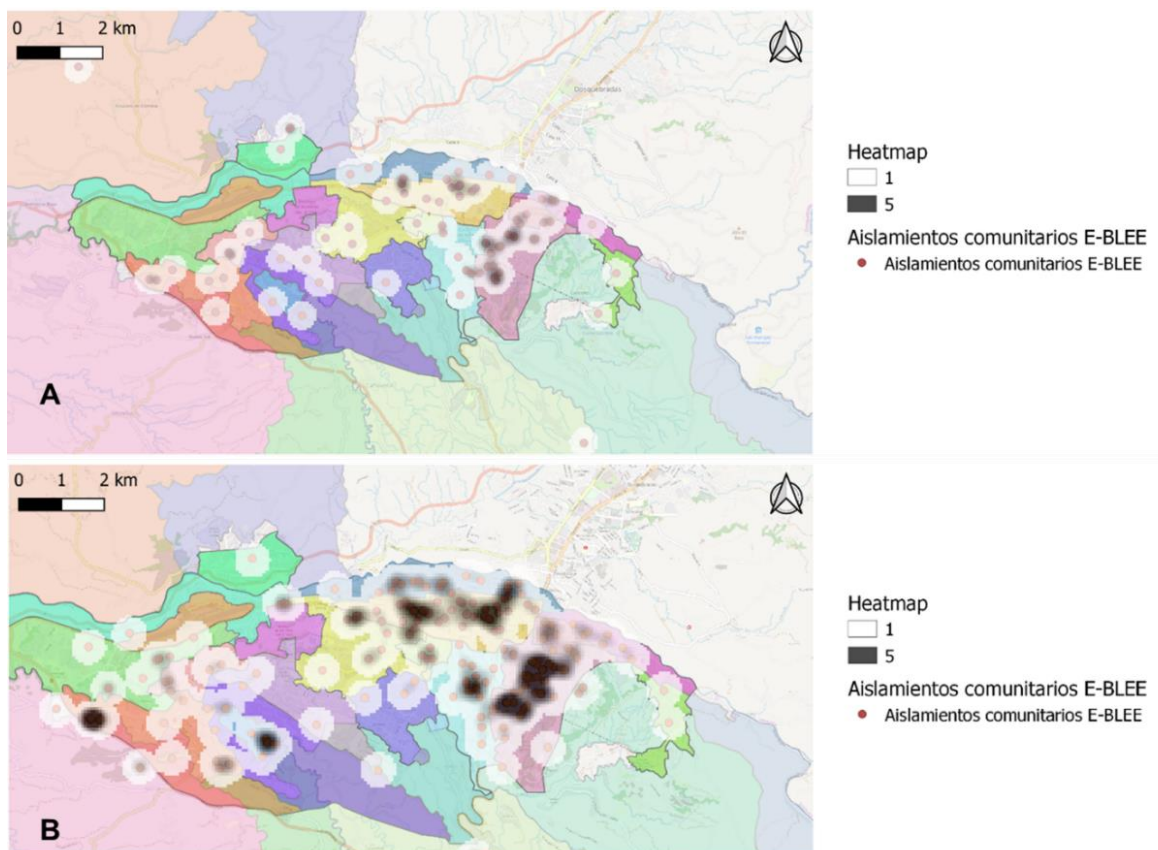 0 1 2 km
Dosquebradas
A
Heatmap
1
5
Aislamientos comunitarios E-BLEE
Aislamientos comunitarios E-BLEE
0 1 2 km
B
Heatmap
1
5
Aislamientos comunitarios E-BLEE
Aislamientos comunitarios E-BLEE